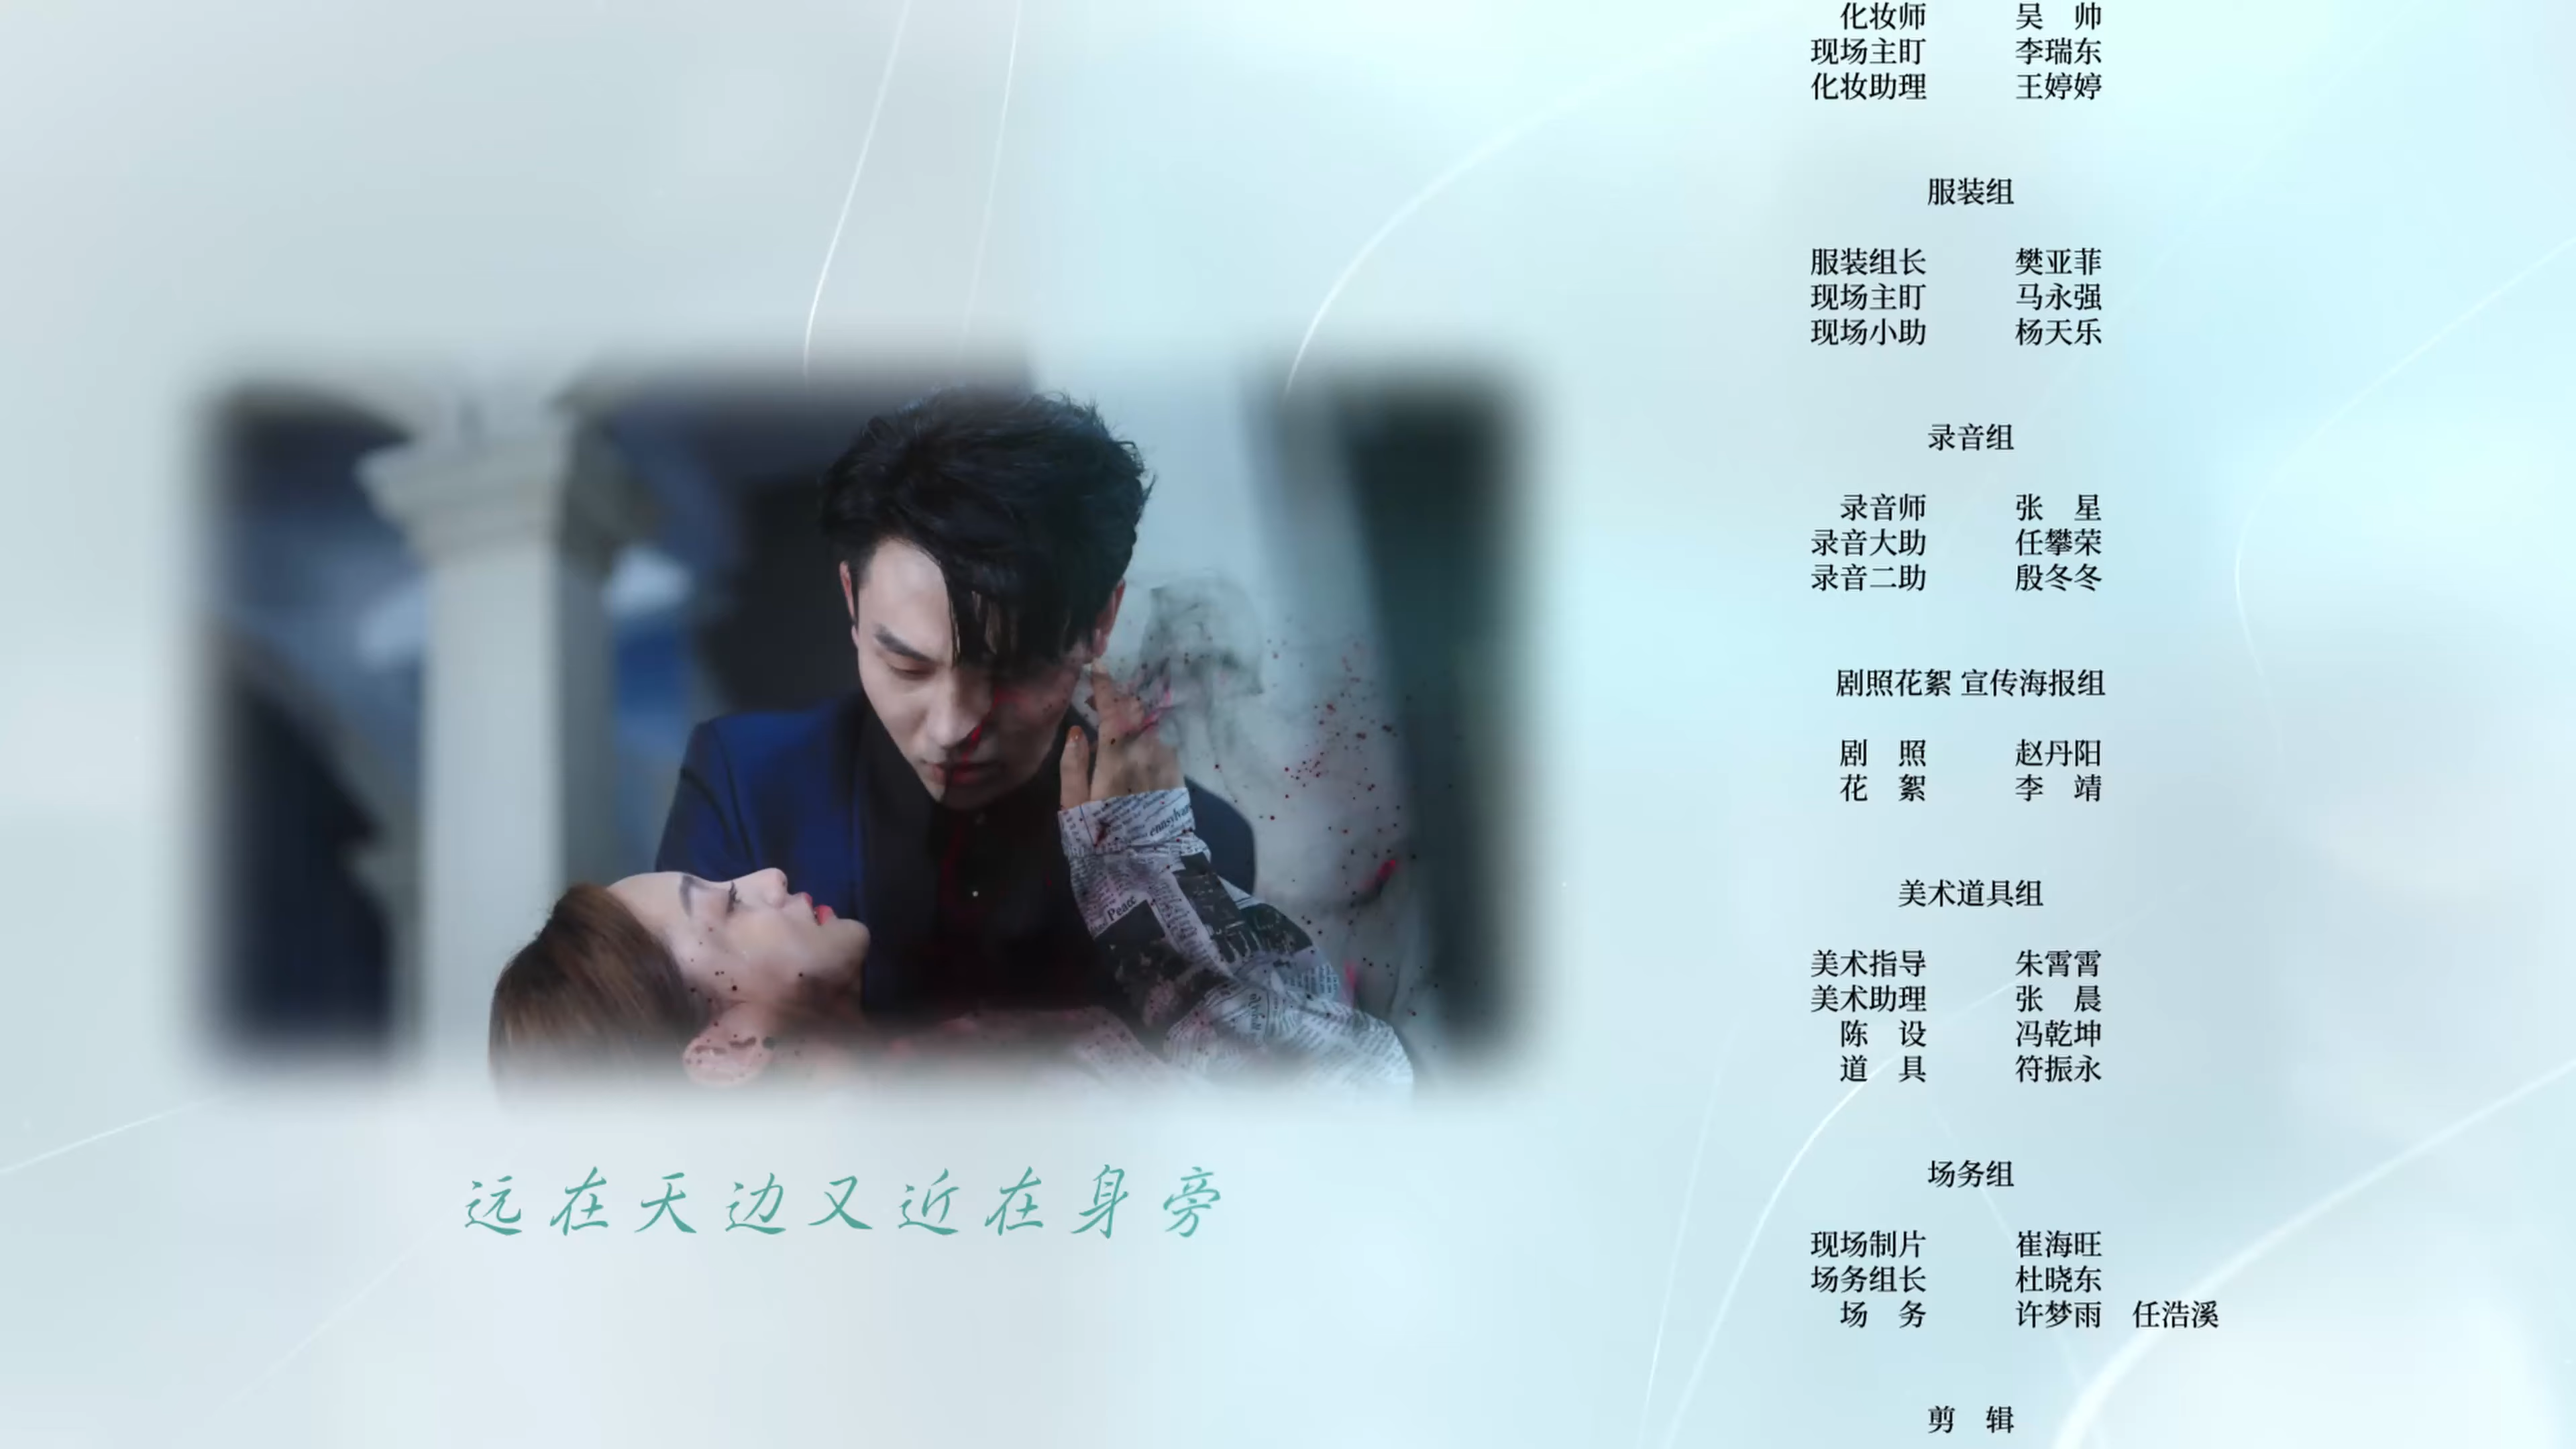 化妆师 吴 帅
现场主盯 李瑞东
化妆助理 王婷婷
服装组
服装组长 樊亚菲
现场主盯 马永强
现场小助 杨天乐
录音组
录音师 张 星
录音大助 任攀荣
录音二助 殷冬冬
剧照花絮 宣传海报组
剧 照 赵丹阳
花 絮 李 靖
美术道具组
美术指导 朱霄霄
美术助理 张 晨
陈 设 冯乾坤
道 具 符振永
场务组
现场制片 崔海旺
场务组长 杜晓东
场 务 许梦雨 任浩溪
剪 辑
远在天边又近在身旁
Peace